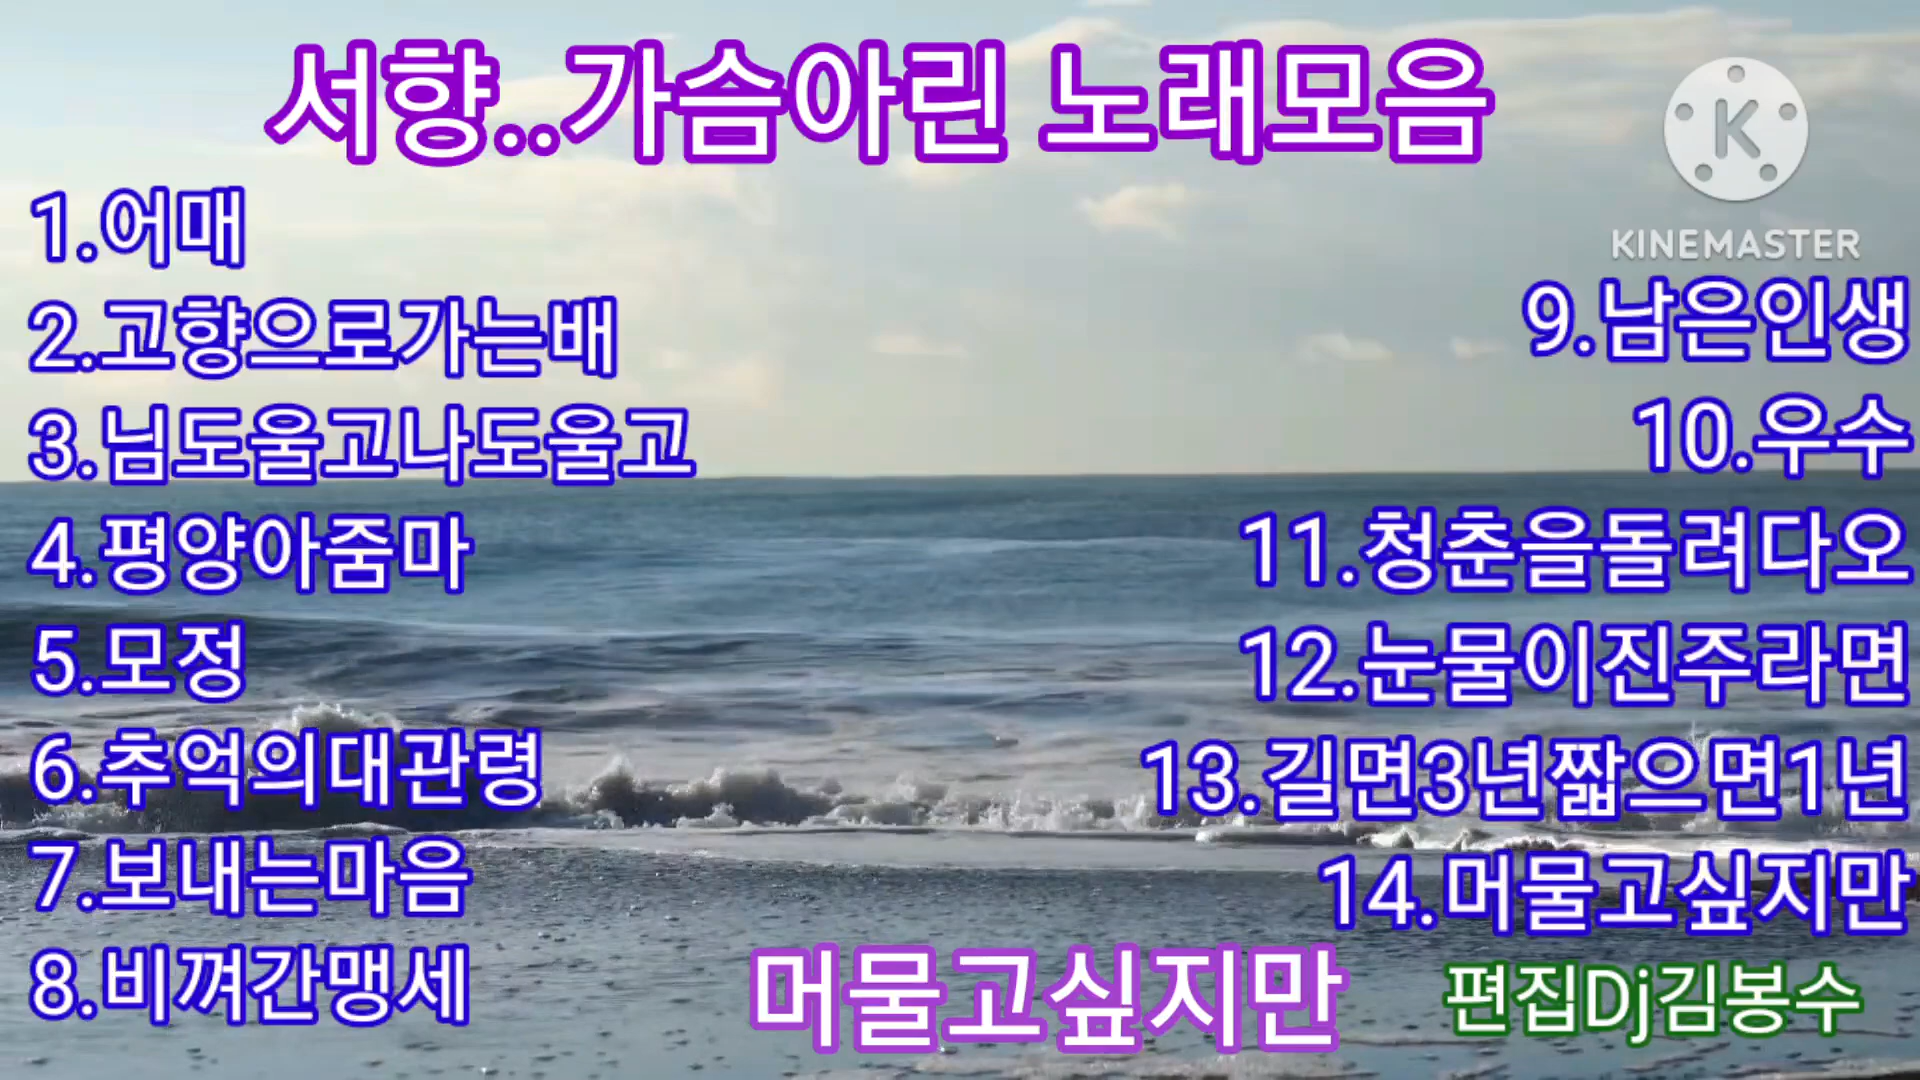 서향..가슴아린 노래모음
KINEMASTER
1.어매
2.고향으로가는배
3.님도울고나도울고
4.평양아줌마
5.모정
6.추억의대관령
7.보내는마음
8.비껴간맹세
9.남은인생
10.우수
11.청춘을돌려다오
12.눈물이진주라면
13.길면3년짧으면1년
14.머물고싶지만
머물고싶지만
편집Dj김봉수